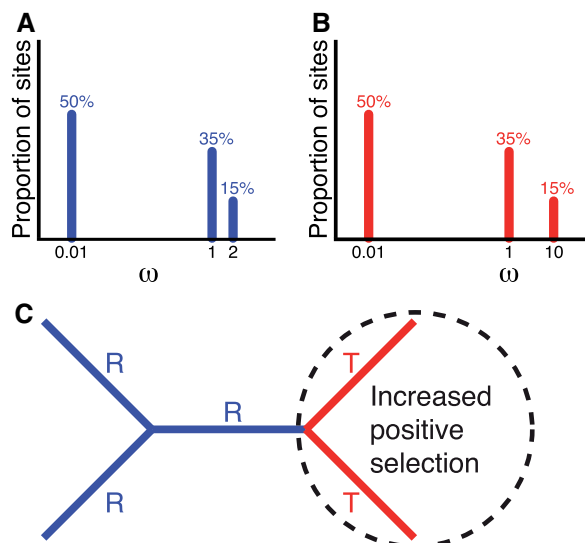 A
Proportion of sites
50%
35%
15%
0.01
1
2
ω
B
Proportion of sites
50%
35%
15%
0.01
1
10
ω
C
R
R
R
T
Increased
positive
selection
T